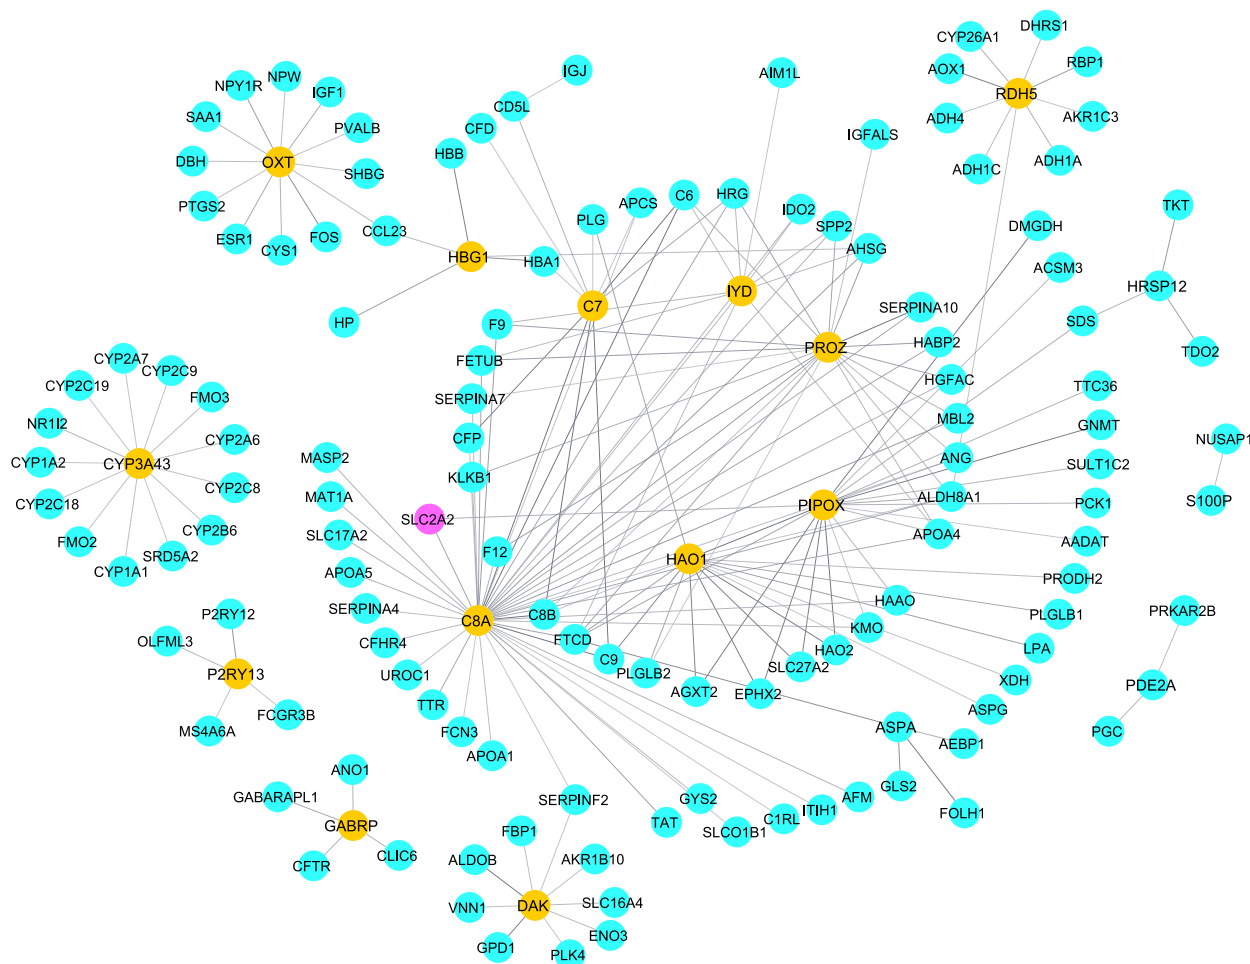 DHRS1
CYP26A1
NPW
IGJ
AIM1L
RBP1
NPY1R
IGF1
AOX1
RDH5
CD5L
SAA1
PVALB
CFD
IGFALS
ADH4
AKR1C3
HBB
DBH
OXT
SHBG
ADH1C
ADH1A
PTGS2
PLG
APCS
C6
HRG
IDO2
SPP2
TKT
DMGDH
ESR1
CYS1
FOS
CCL23
HBG1
HBA1
AHSG
ACSM3
HRSP12
C7
IYD
HP
F9
SERPINA10
SDS
CYP2A7
FETUB
PROZ
HABP2
TDO2
CYP2C19
CYP2C9
HGFAC
TTC36
FMO3
SERPINA7
MBL2
GNMT
NR1I2
CYP2A6
CFP
NUSAP1
CYP1A2
CYP3A43
MASP2
ANG
SULT1C2
CYP2C8
KLKB1
CYP2C18
MAT1A
SLC2A2
PIPOX
ALDH8A1
PCK1
S100P
CYP2B6
FMO2
SLC17A2
F12
APOA4
AADAT
SRD5A2
CYP1A1
APOA5
HAO1
PRODH2
P2RY12
SERPINA4
C8B
HAAO
PLGLB1
PRKAR2B
OLFML3
CFHR4
C8A
FTCD
KMO
LPA
P2RY13
UROC1
C9
PLGLB2
SLC27A2
HAO2
XDH
PDE2A
FCGR3B
TTR
AGXT2
EPHX2
ASPG
MS4A6A
FCN3
ASPA
AEBP1
PGC
APOA1
ANO1
GLS2
GABARAPL1
SERPINF2
GYS2
AFM
FOLH1
GABRP
FBP1
TAT
SLCO1B1
C1RL
ITIH1
CFTR
CLIC6
ALDOB
AKR1B10
VNN1
DAK
SLC16A4
GPD1
PLK4
ENO3